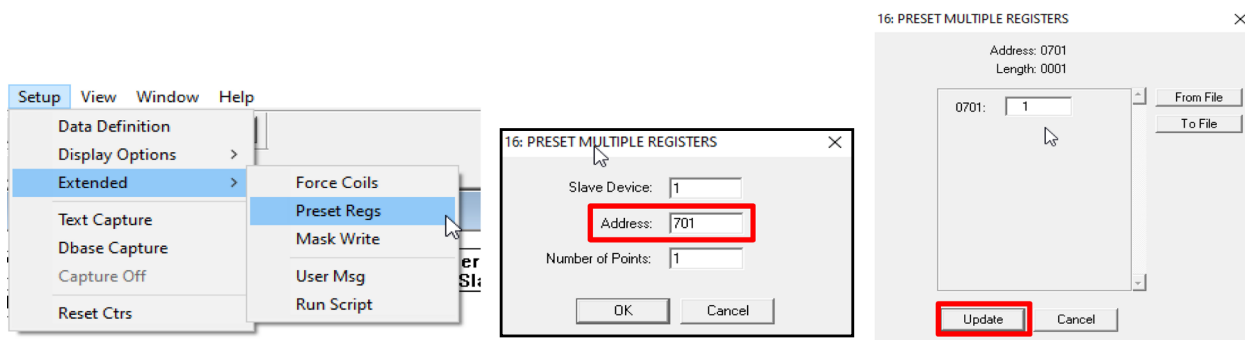 Setup View Window Help
Data Definition
Display Options >
Extended >
Text Capture
Dbase Capture
Capture Off
Reset Ctrs
Force Coils
Preset Regs
Mask Write
User Msg
Run Script
er
Sla
16: PRESET MULTIPLE REGISTERS
Slave Device: 1
Address: 701
Number of Points: 1
OK Cancel
16: PRESET MULTIPLE REGISTERS
Address: 0701
Length: 0001
0701: 1
From File
To File
Update Cancel